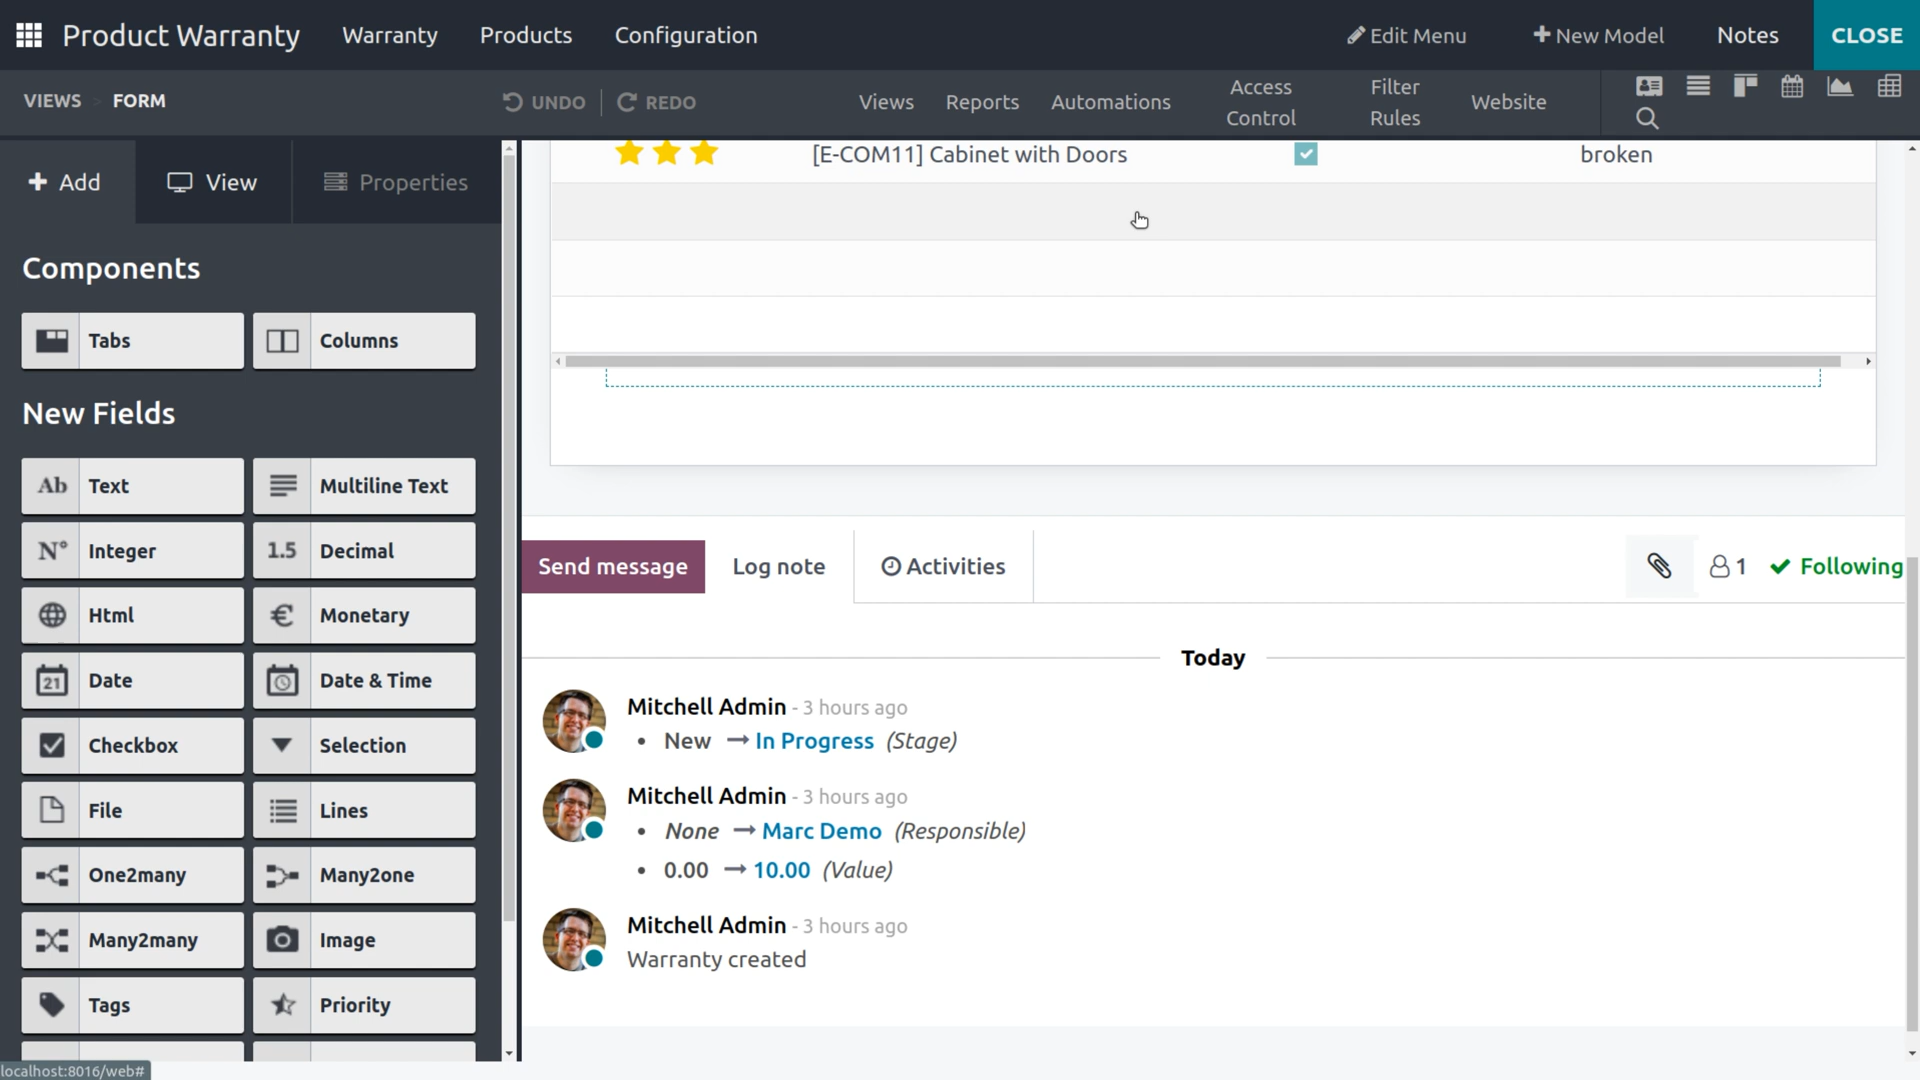 Product Warranty Warranty Products Configuration Edit Menu New Model Notes CLOSE
VIEWS FORM UNDO REDO Views Reports Automations Access Control Filter Rules Website
Add View Properties
Components
Tabs Columns
New Fields
Ab Text Multiline Text
N° Integer 1.5 Decimal
Html € Monetary
21 Date Date & Time
Checkbox Selection
File Lines
One2many Many2one
Many2many Image
Tags Priority
localhost:8016/web#
[E-COM11] Cabinet with Doors broken
Send message Log note Activities 1 Following
Today
Mitchell Admin - 3 hours ago
• New → In Progress (Stage)
Mitchell Admin - 3 hours ago
• None → Marc Demo (Responsible)
• 0.00 → 10.00 (Value)
Mitchell Admin - 3 hours ago
Warranty created